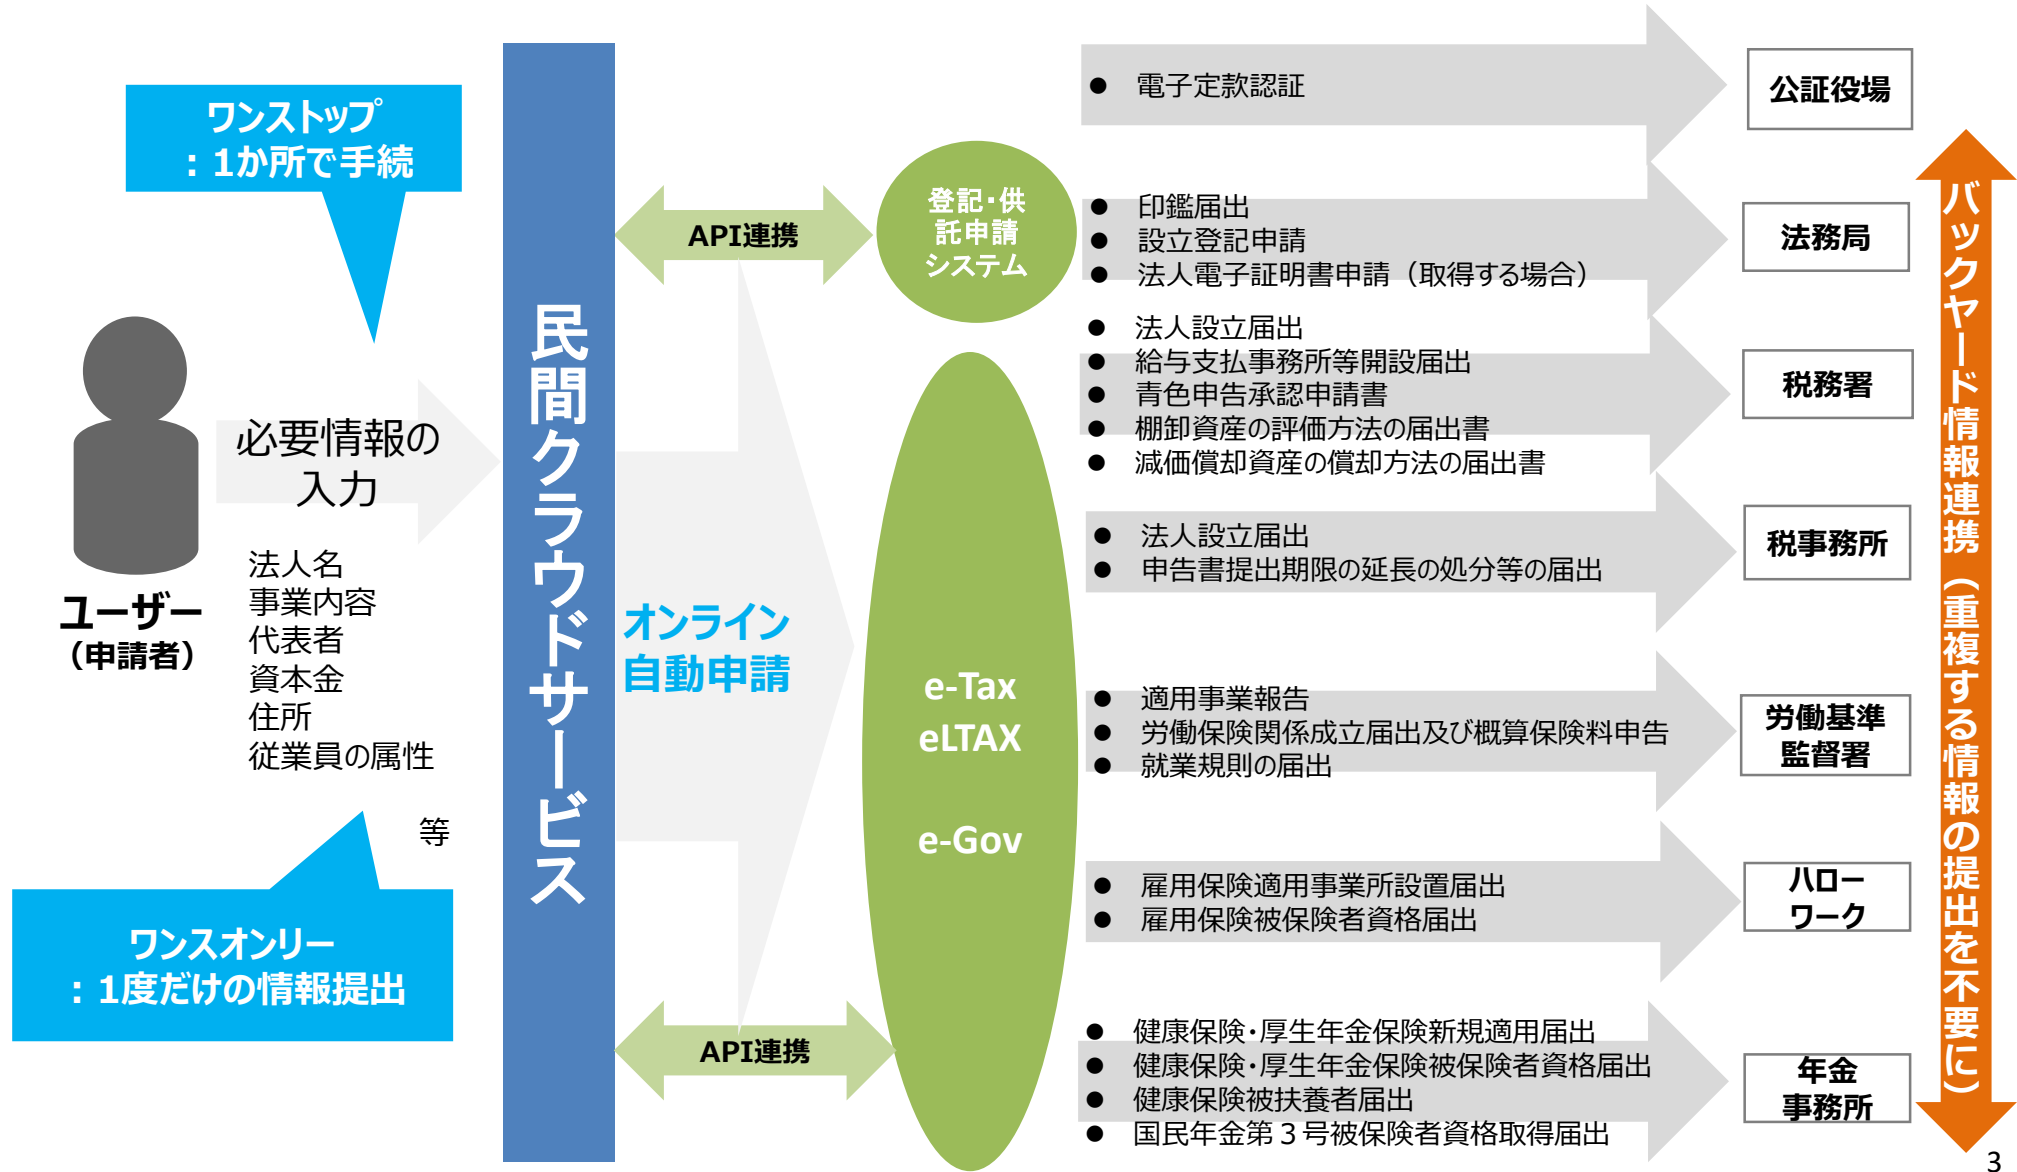 ワンストップ
：1か所で手続
ユーザー
（申請者）
必要情報の
入力
法人名
事業内容
代表者
資本金
住所
従業員の属性
等
ワンスオンリー
：1度だけの情報提出
民間クラウドサービス
API連携
オンライン
自動申請
API連携
登記・供
託申請
システム
e-Tax
eLTAX
e-Gov
● 電子定款認証
公証役場
● 印鑑届出
● 設立登記申請
● 法人電子証明書申請（取得する場合）
法務局
● 法人設立届出
● 給与支払事務所等開設届出
● 青色申告承認申請書
● 棚卸資産の評価方法の届出書
● 減価償却資産の償却方法の届出書
税務署
● 法人設立届出
● 申告書提出期限の延長の処分等の届出
税事務所
● 適用事業報告
● 労働保険関係成立届出及び概算保険料申告
● 就業規則の届出
労働基準
監督署
● 雇用保険適用事業所設置届出
● 雇用保険被保険者資格届出
ハロー
ワーク
● 健康保険・厚生年金保険新規適用届出
● 健康保険・厚生年金保険被保険者資格届出
● 健康保険被扶養者届出
● 国民年金第３号被保険者資格取得届出
年金
事務所
バックヤード情報連携（重複する情報の提出を不要に）
3